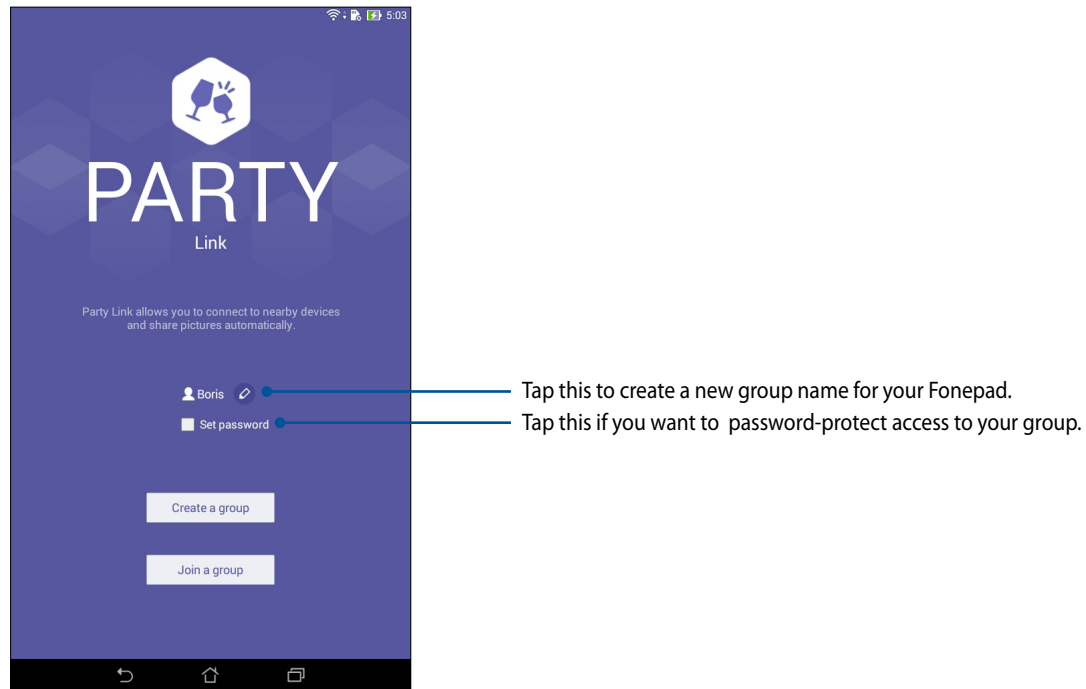 5:03
PARTY
Link
Party Link allows you to connect to nearby devices
and share pictures automatically.
Boris
Tap this to create a new group name for your Fonepad.
Set password
Tap this if you want to  password-protect access to your group.
Create a group
Join a group